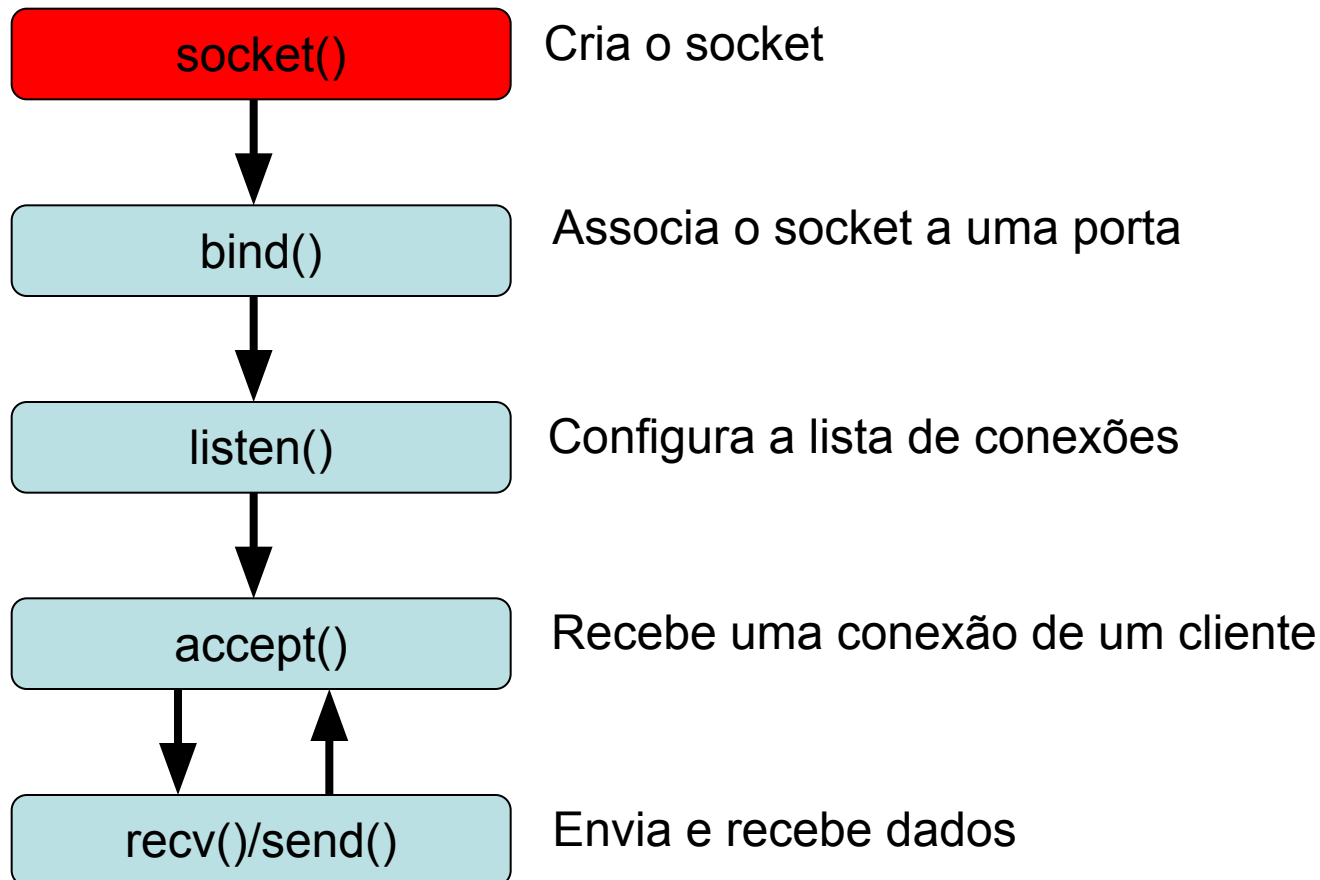 socket()
Cria o socket
bind()
Associa o socket a uma porta
listen()
Configura a lista de conexões
accept()
Recebe uma conexão de um cliente
recv()/send()
Envia e recebe dados